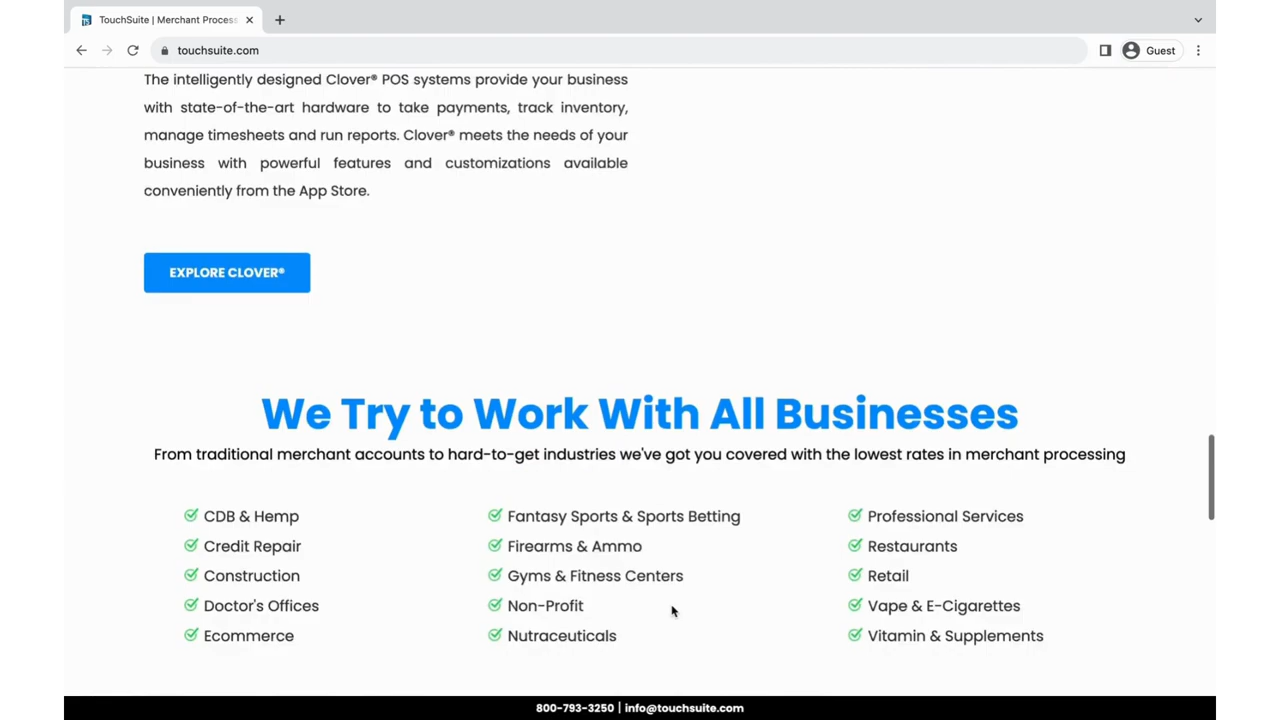 TouchSuite | Merchant Process
touchsuite.com
Guest
The intelligently designed Clover® POS systems provide your business
with state-of-the-art hardware to take payments, track inventory,
manage timesheets and run reports. Clover® meets the needs of your
business with powerful features and customizations available
conveniently from the App Store.
EXPLORE CLOVER®
We Try to Work With All Businesses
From traditional merchant accounts to hard-to-get industries we've got you covered with the lowest rates in merchant processing
CDB & Hemp
Credit Repair
Construction
Doctor's Offices
Ecommerce
Fantasy Sports & Sports Betting
Firearms & Ammo
Gyms & Fitness Centers
Non-Profit
Nutraceuticals
Professional Services
Restaurants
Retail
Vape & E-Cigarettes
Vitamin & Supplements
800-793-3250 | info@touchsuite.com